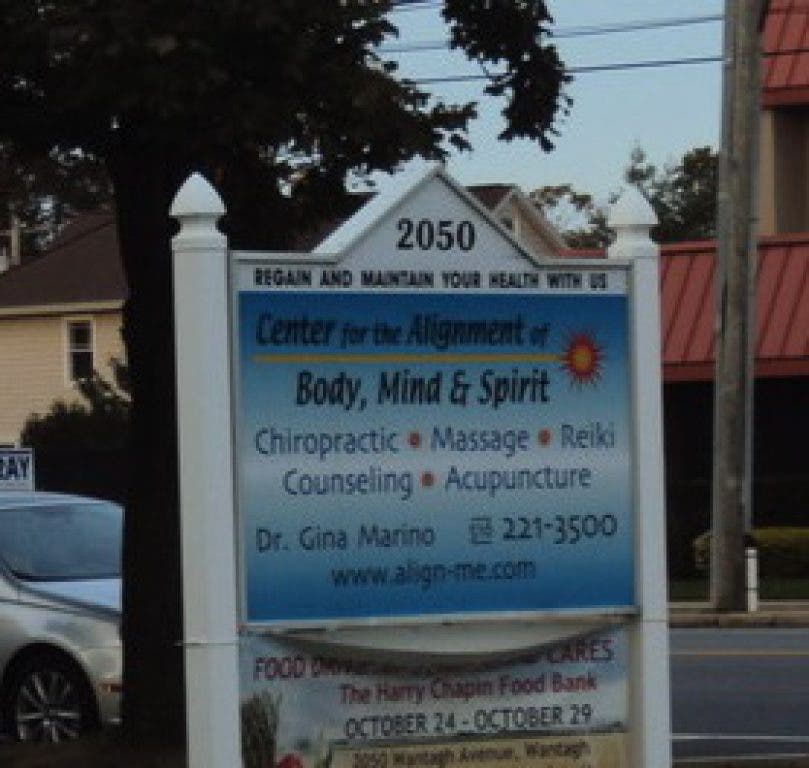 2050
REGAIN AND MAINTAIN YOUR HEALTH WITH US
Center for the Alignment of
Body, Mind & Spirit
Chiropractic • Massage • Reiki
Counseling • Acupuncture
Dr. Gina Marino 221-3500
www.align-me.com
RAY
FOOD CARES
The Harry Chapin Food Bank
OCTOBER 24 - OCTOBER 29
2050 Wantagh Avenue, Wantagh